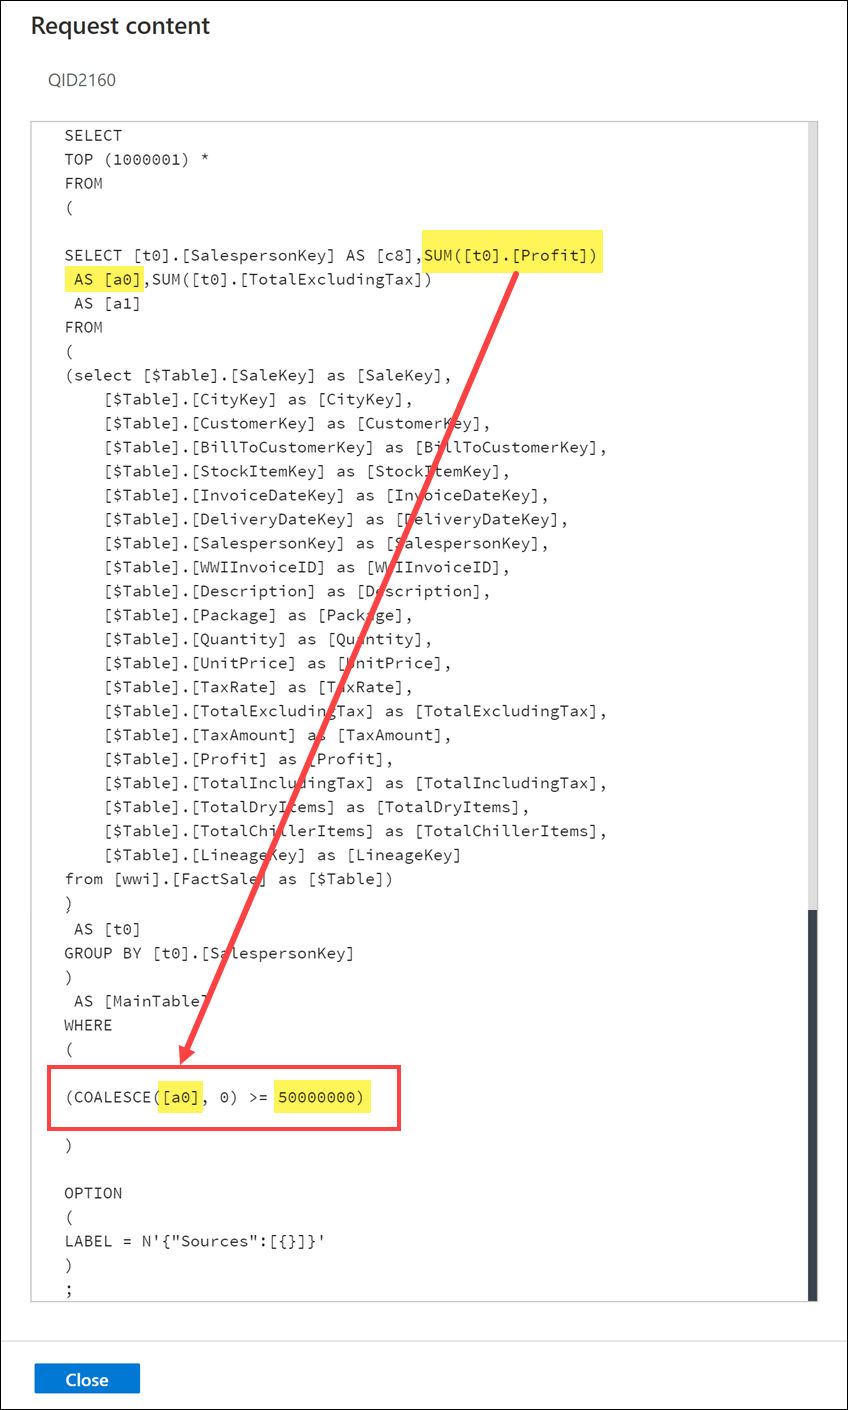 Request content
QID2160
SELECT
TOP (1000001) *
FROM
(
SELECT [t0].[SalespersonKey] AS [c8],SUM([t0].[Profit])
AS [a0],SUM([t0].[TotalExcludingTax])
AS [a1]
FROM
(
(select [$Table].[SaleKey] as [SaleKey],
[$Table].[CityKey] as [CityKey],
[$Table].[CustomerKey] as [CustomerKey],
[$Table].[BillToCustomerKey] as [BillToCustomerKey],
[$Table].[StockItemKey] as [StockItemKey],
[$Table].[InvoiceDateKey] as [InvoiceDateKey],
[$Table].[DeliveryDateKey] as [DeliveryDateKey],
[$Table].[SalespersonKey] as [SalespersonKey],
[$Table].[WWIInvoiceID] as [WWIInvoiceID],
[$Table].[Description] as [Description],
[$Table].[Package] as [Package],
[$Table].[Quantity] as [Quantity],
[$Table].[UnitPrice] as [UnitPrice],
[$Table].[TaxRate] as [TaxRate],
[$Table].[TotalExcludingTax] as [TotalExcludingTax],
[$Table].[TaxAmount] as [TaxAmount],
[$Table].[Profit] as [Profit],
[$Table].[TotalIncludingTax] as [TotalIncludingTax],
[$Table].[TotalDryItems] as [TotalDryItems],
[$Table].[TotalChillerItems] as [TotalChillerItems],
[$Table].[LineageKey] as [LineageKey]
from [wwi].[FactSale] as [$Table])
)
AS [t0]
GROUP BY [t0].[SalespersonKey]
)
AS [MainTable]
WHERE
(
(COALESCE([a0], 0) >= 50000000)
)
OPTION
(
LABEL = N'{"Sources":[{}]}'
)
;
Close